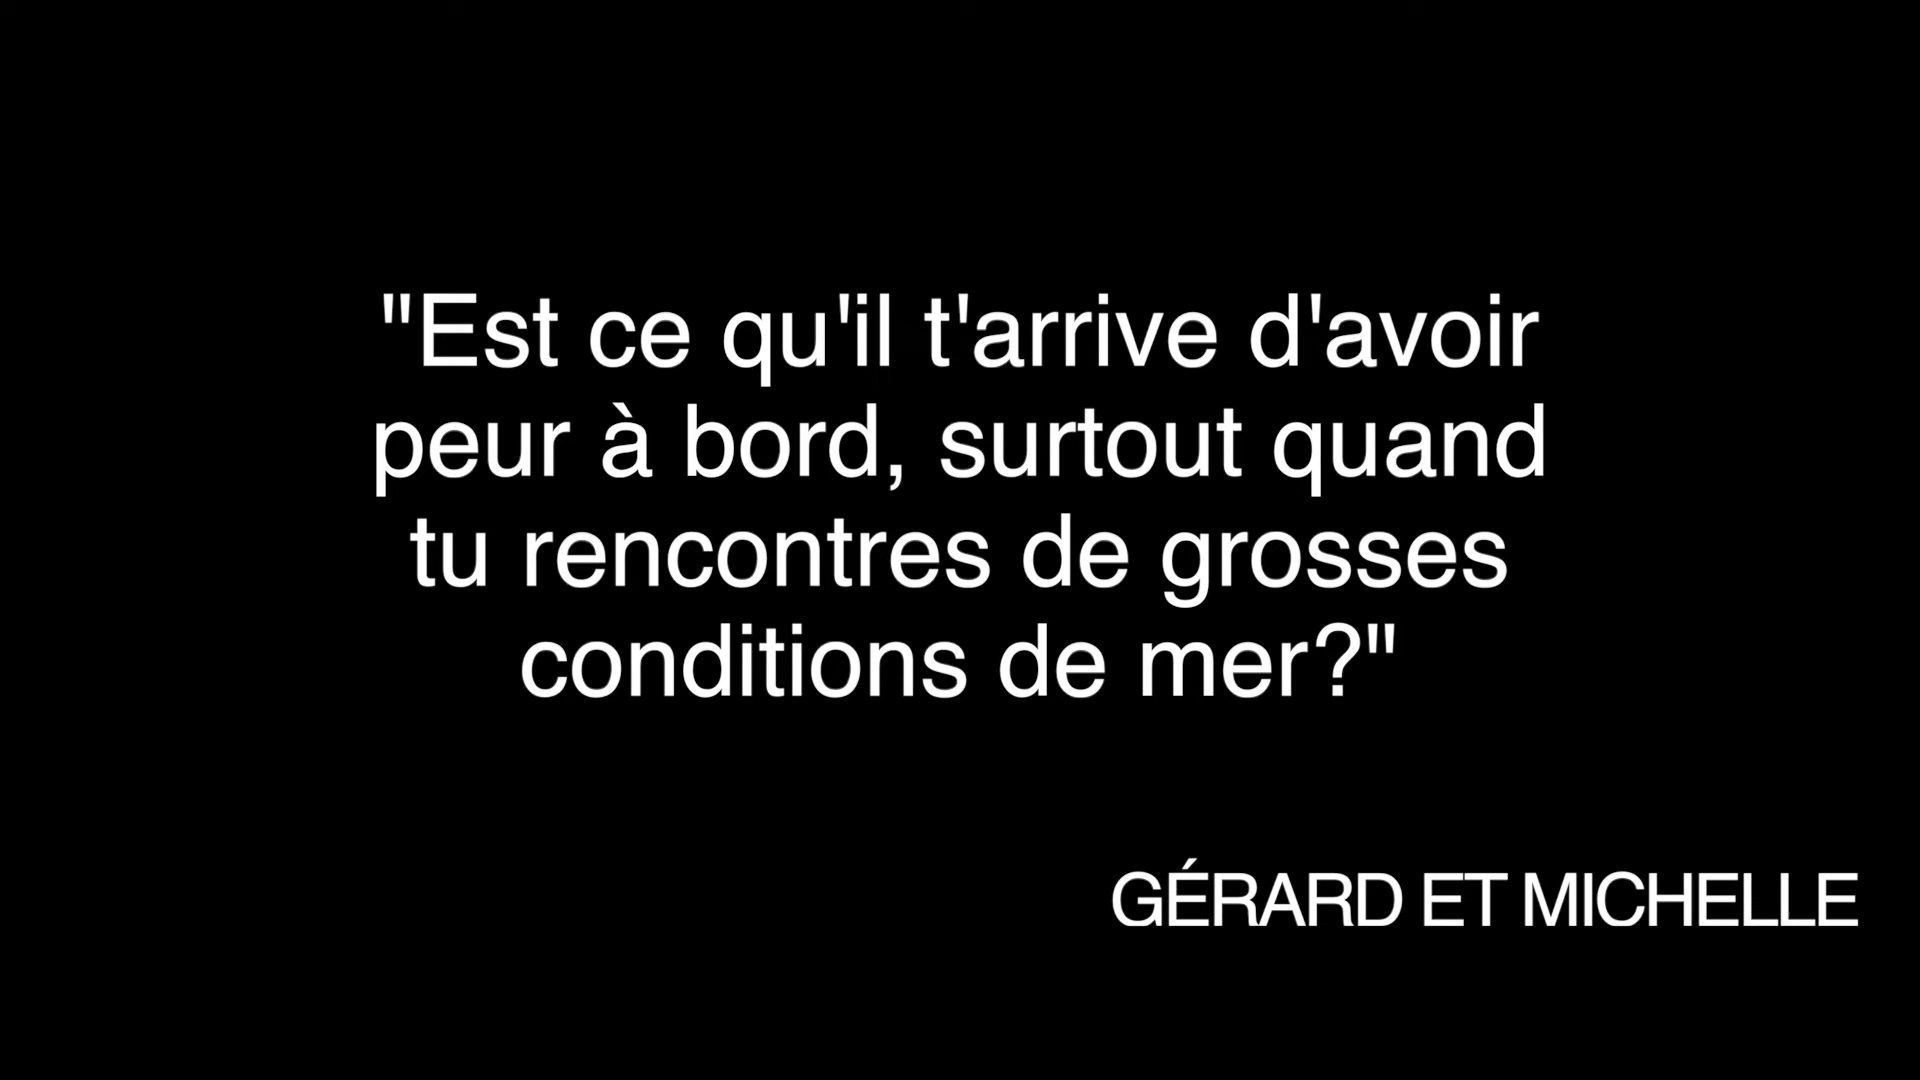 "Est ce qu'il t'arrive d'avoir
peur à bord, surtout quand
tu rencontres de grosses
conditions de mer?"
GÉRARD ET MICHELLE